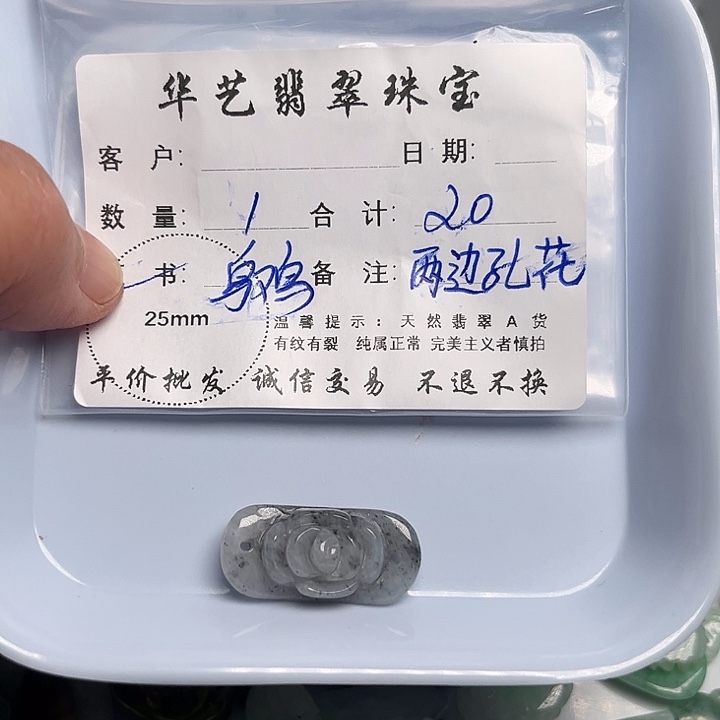 华艺翡翠珠宝
客 户: 日 期:
数 量: 1 合 计: 20
书: 乌鸡 备 注: 两边孔花
25mm
温馨提示: 天然翡翠A货
有纹有裂 纯属正常 完美主义者慎拍
平价批发 诚信交易 不退不换